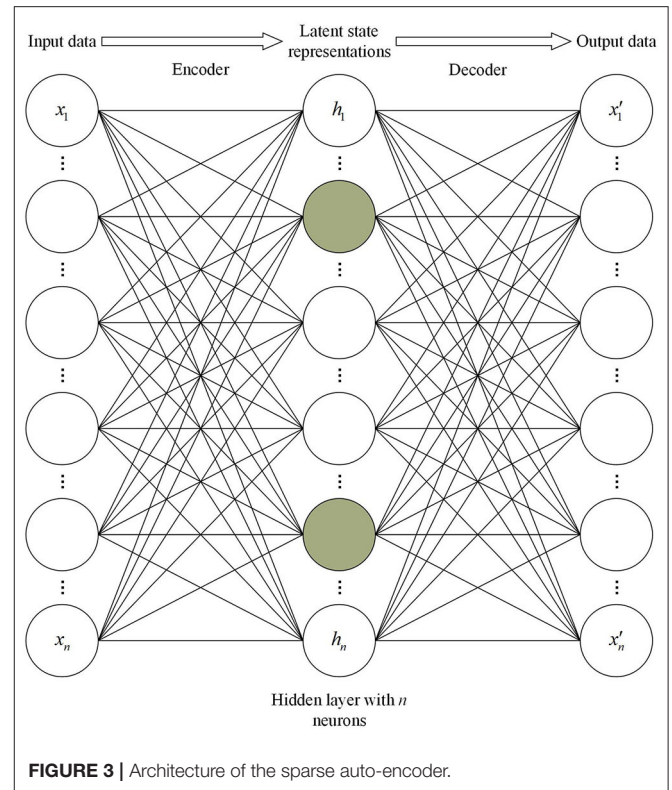 Input data
Latent state
representations
Output data
Encoder
Decoder
x₁
h₁
x′₁
⋮ ⋮ ⋮
⋮ ⋮ ⋮
⋮ ⋮ ⋮
⋮ ⋮ ⋮
⋮ ⋮ ⋮
xₙ
hₙ
x′ₙ
Hidden layer with n
neurons
FIGURE 3 | Architecture of the sparse auto-encoder.